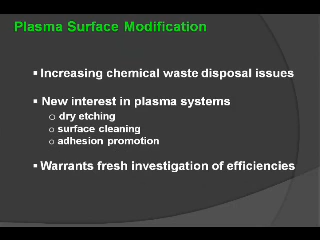 Plasma Surface Modification
▪ Increasing chemical waste disposal issues
▪ New interest in plasma systems
o dry etching
o surface cleaning
o adhesion promotion
▪ Warrants fresh investigation of efficiencies